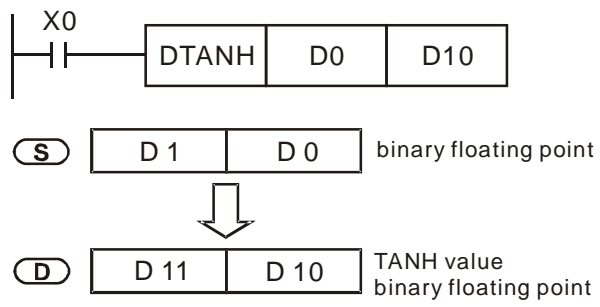 X0
DTANH D0 D10
S D 1 D 0 binary floating point
D D 11 D 10 TANH value
binary floating point